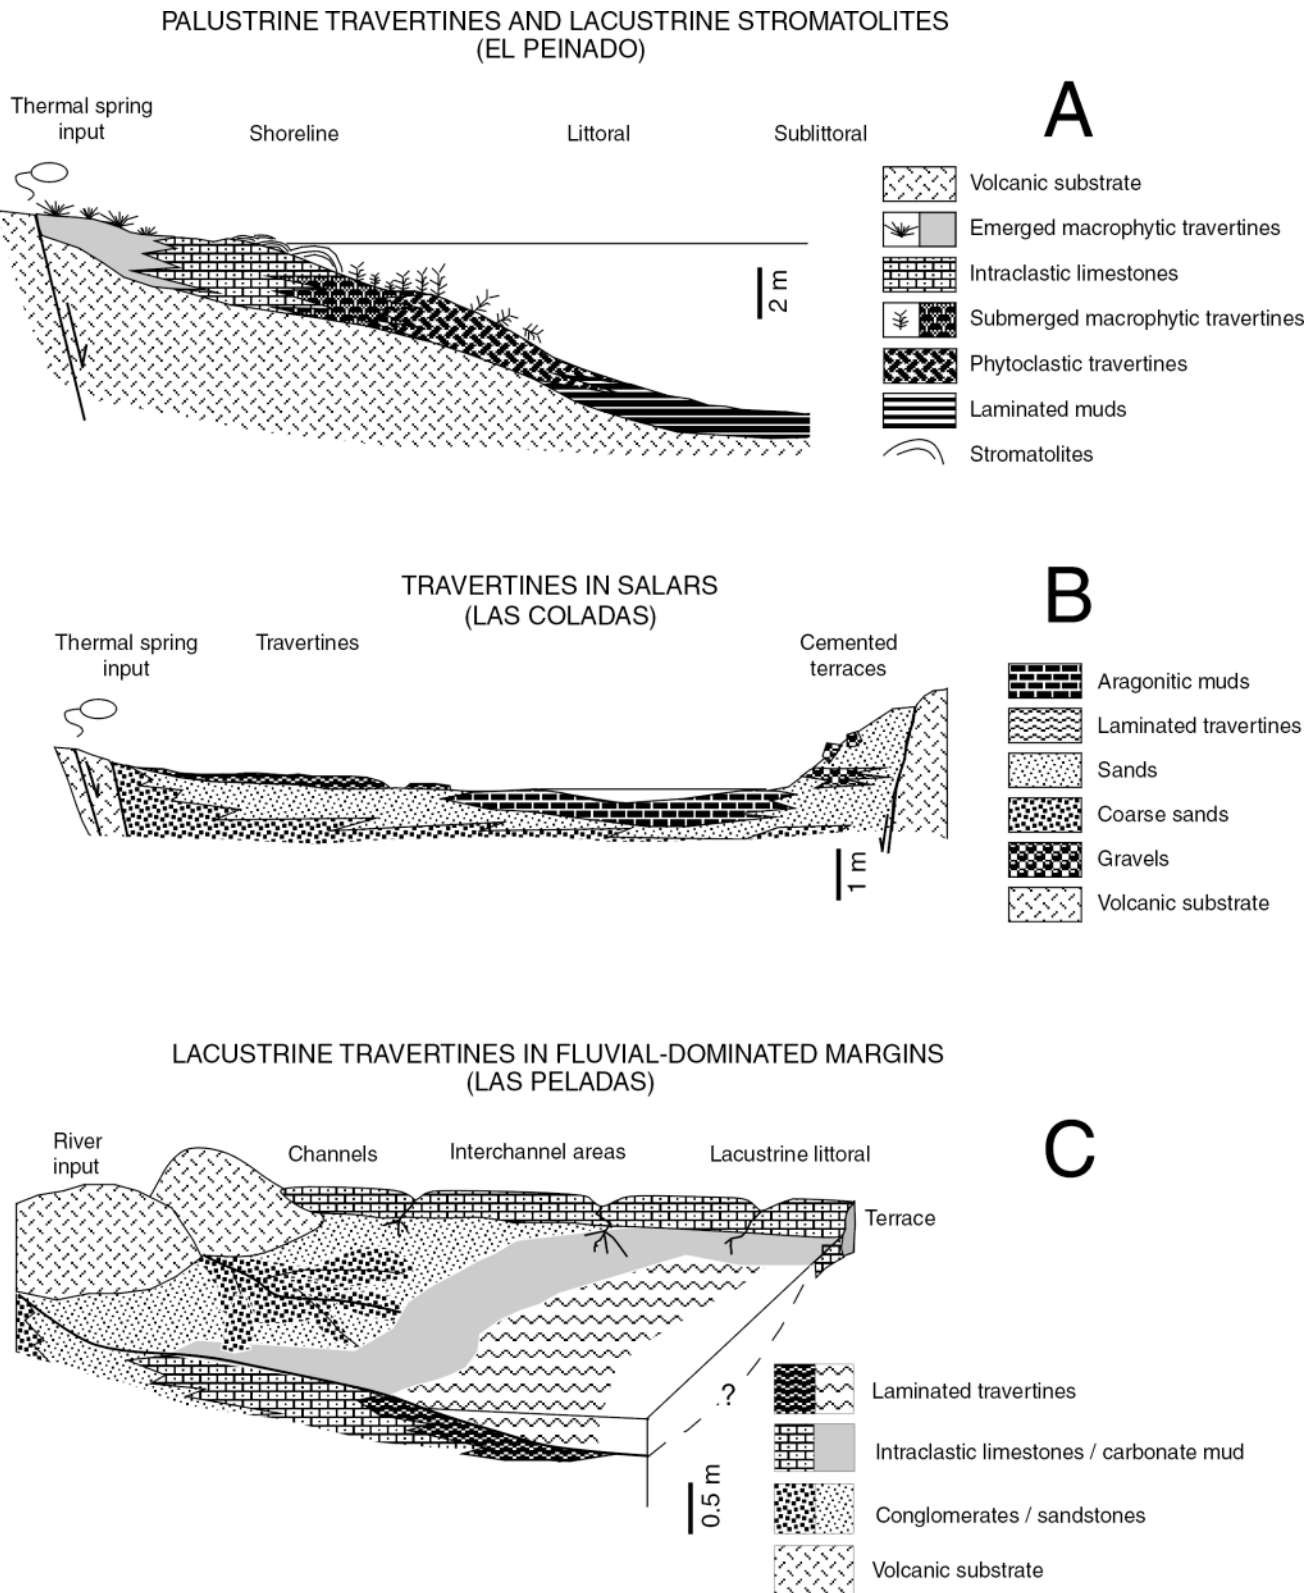 PALUSTRINE TRAVERTINES AND LACUSTRINE STROMATOLITES
(EL PEINADO)
A
Thermal spring
input
Shoreline
Littoral
Sublittoral
2 m
Volcanic substrate
Emerged macrophytic travertines
Intraclastic limestones
Submerged macrophytic travertines
Phytoclastic travertines
Laminated muds
Stromatolites
TRAVERTINES IN SALARS
(LAS COLADAS)
B
Thermal spring
input
Travertines
Cemented
terraces
1 m
Aragonitic muds
Laminated travertines
Sands
Coarse sands
Gravels
Volcanic substrate
LACUSTRINE TRAVERTINES IN FLUVIAL-DOMINATED MARGINS
(LAS PELADAS)
C
River
input
Channels
Interchannel areas
Lacustrine littoral
Terrace
?
0.5 m
Laminated travertines
Intraclastic limestones / carbonate mud
Conglomerates / sandstones
Volcanic substrate